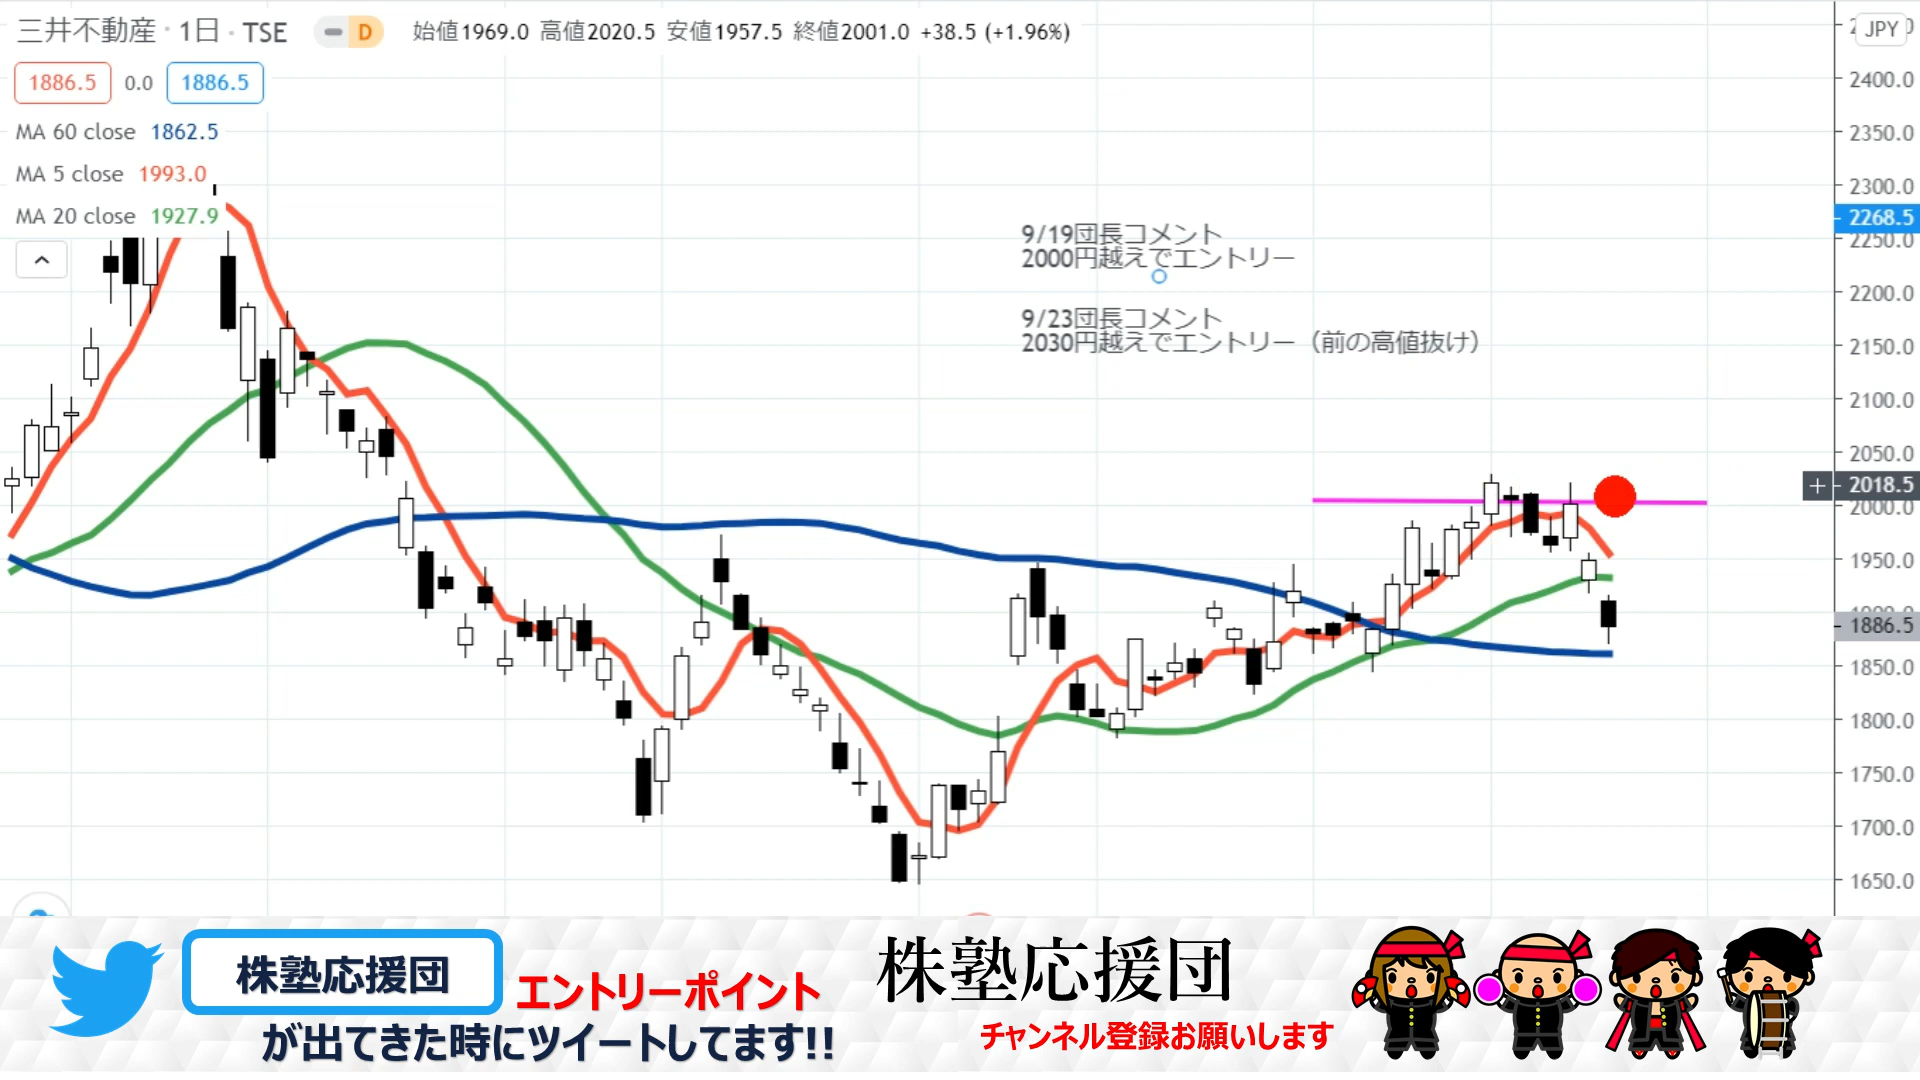 三井不動産 · 1日 · TSE
D
始値1969.0 高値2020.5 安値1957.5 終値2001.0 +38.5 (+1.96%)
JPY
1886.5 0.0 1886.5
MA 60 close 1862.5
MA 5 close 1993.0
MA 20 close 1927.9
9/19団長コメント
2000円越えでエントリー
9/23団長コメント
2030円越えでエントリー（前の高値抜け）
2400.0
2350.0
2300.0
2268.5
2250.0
2200.0
2150.0
2100.0
2050.0
2018.5
2000.0
1950.0
1900.0
1886.5
1850.0
1800.0
1750.0
1700.0
1650.0
株塾応援団
エントリーポイント
が出てきた時にツイートしてます!!
株塾応援団
チャンネル登録お願いします